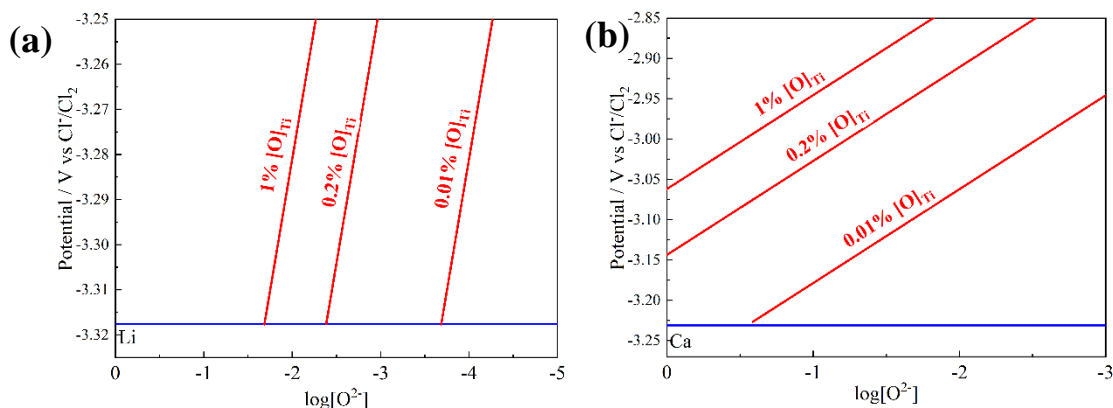 (a)
Potential / V vs Cl⁻/Cl₂
-3.25
-3.26
-3.27
-3.28
-3.29
-3.30
-3.31
-3.32
1% [O]Ti
0.2% [O]Ti
0.01% [O]Ti
Li
0 -1 -2 -3 -4 -5
log[O²⁻]
(b)
Potential / V vs Cl⁻/Cl₂
-2.85
-2.90
-2.95
-3.00
-3.05
-3.10
-3.15
-3.20
-3.25
1% [O]Ti
0.2% [O]Ti
0.01% [O]Ti
Ca
0 -1 -2 -3
log[O²⁻]